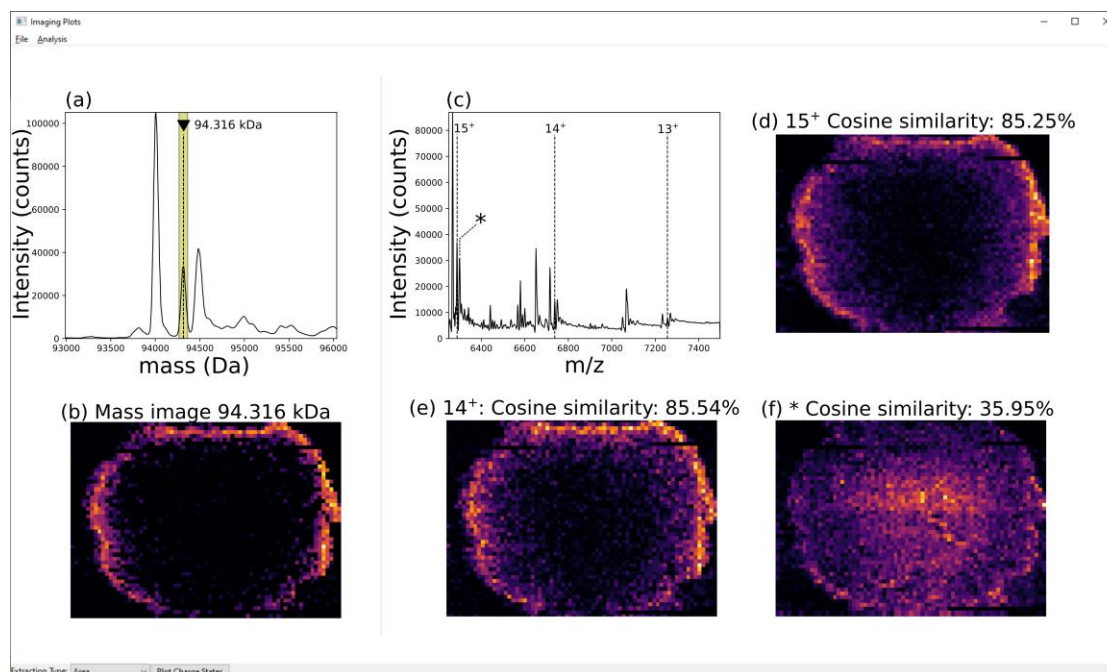 Imaging Plots
File Analysis
(a)
94.316 kDa
Intensity (counts)
100000
80000
60000
40000
20000
0
93000 93500 94000 94500 95000 95500 96000
mass (Da)
(b) Mass image 94.316 kDa
(c)
15+ 14+ 13+
*
Intensity (counts)
80000
70000
60000
50000
40000
30000
20000
10000
0
6400 6600 6800 7000 7200 7400
m/z
(d) 15+ Cosine similarity: 85.25%
(e) 14+: Cosine similarity: 85.54%
(f) * Cosine similarity: 35.95%
Extraction Type: Area Plot Charge States